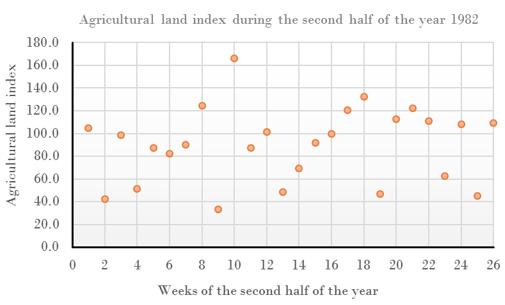 Agricultural land index during the second half of the year 1982
Agricultural land index
180.0
160.0
140.0
120.0
100.0
80.0
60.0
40.0
20.0
0.0
0 2 4 6 8 10 12 14 16 18 20 22 24 26
Weeks of the second half of the year